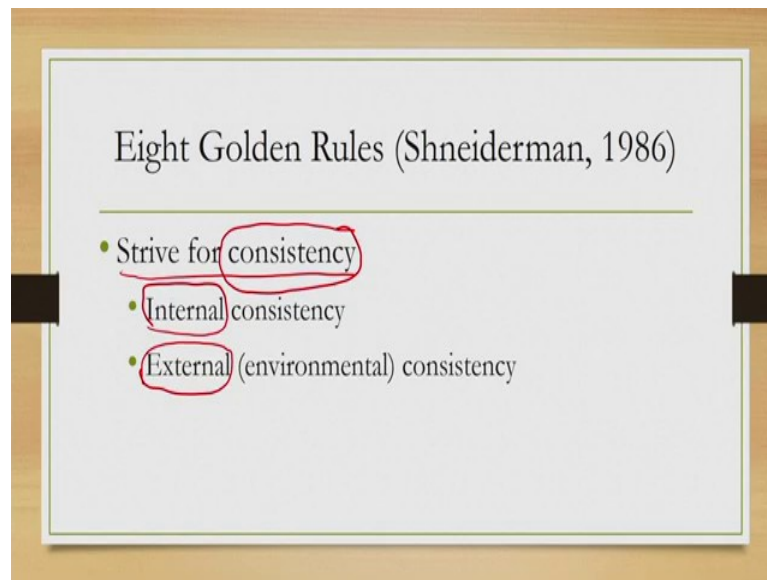 Eight Golden Rules (Shneiderman, 1986)
• Strive for consistency
• Internal consistency
• External (environmental) consistency